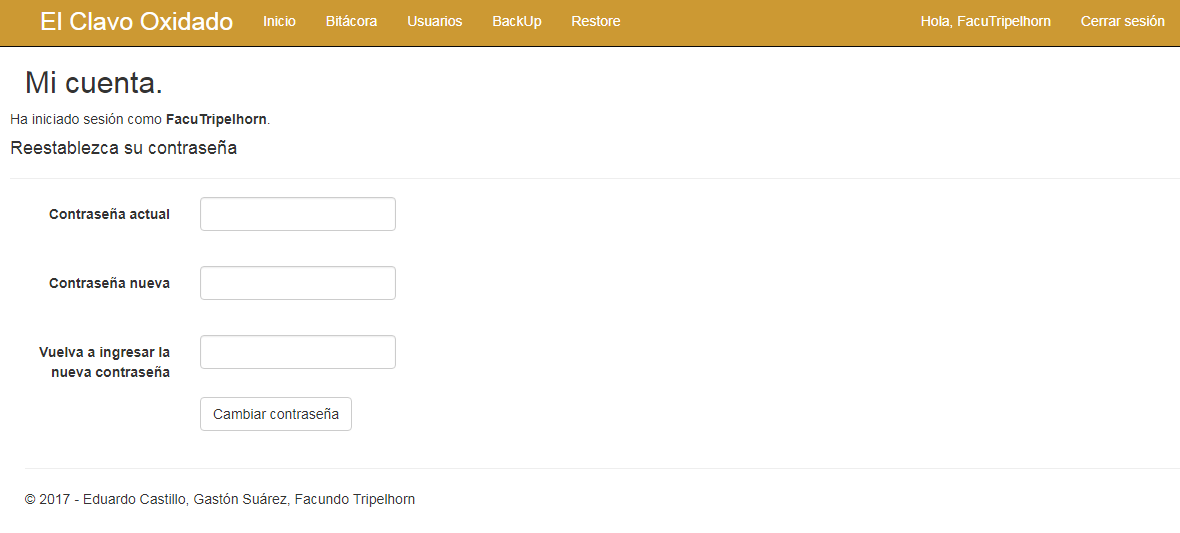 El Clavo Oxidado Inicio Bitácora Usuarios BackUp Restore Hola, FacuTripelhorn Cerrar sesión
Mi cuenta.
Ha iniciado sesión como FacuTripelhorn.
Reestablezca su contraseña
Contraseña actual
Contraseña nueva
Vuelva a ingresar la
nueva contraseña
Cambiar contraseña
© 2017 - Eduardo Castillo, Gastón Suárez, Facundo Tripelhorn